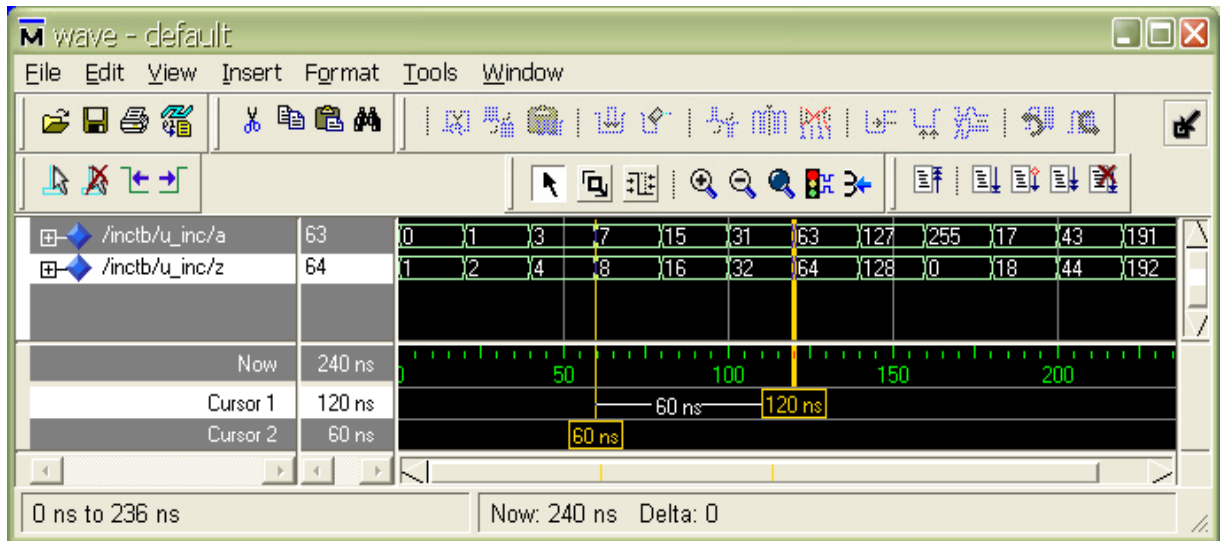 M wave - default
File Edit View Insert Format Tools Window
/inctb/u_inc/a 63 0 1 3 7 15 31 63 127 255 17 43 191
/inctb/u_inc/z 64 1 2 4 8 16 32 64 128 0 18 44 192
Now 240 ns 0 50 100 150 200
Cursor 1 120 ns 60 ns 120 ns
Cursor 2 60 ns 60 ns
0 ns to 236 ns Now: 240 ns Delta: 0